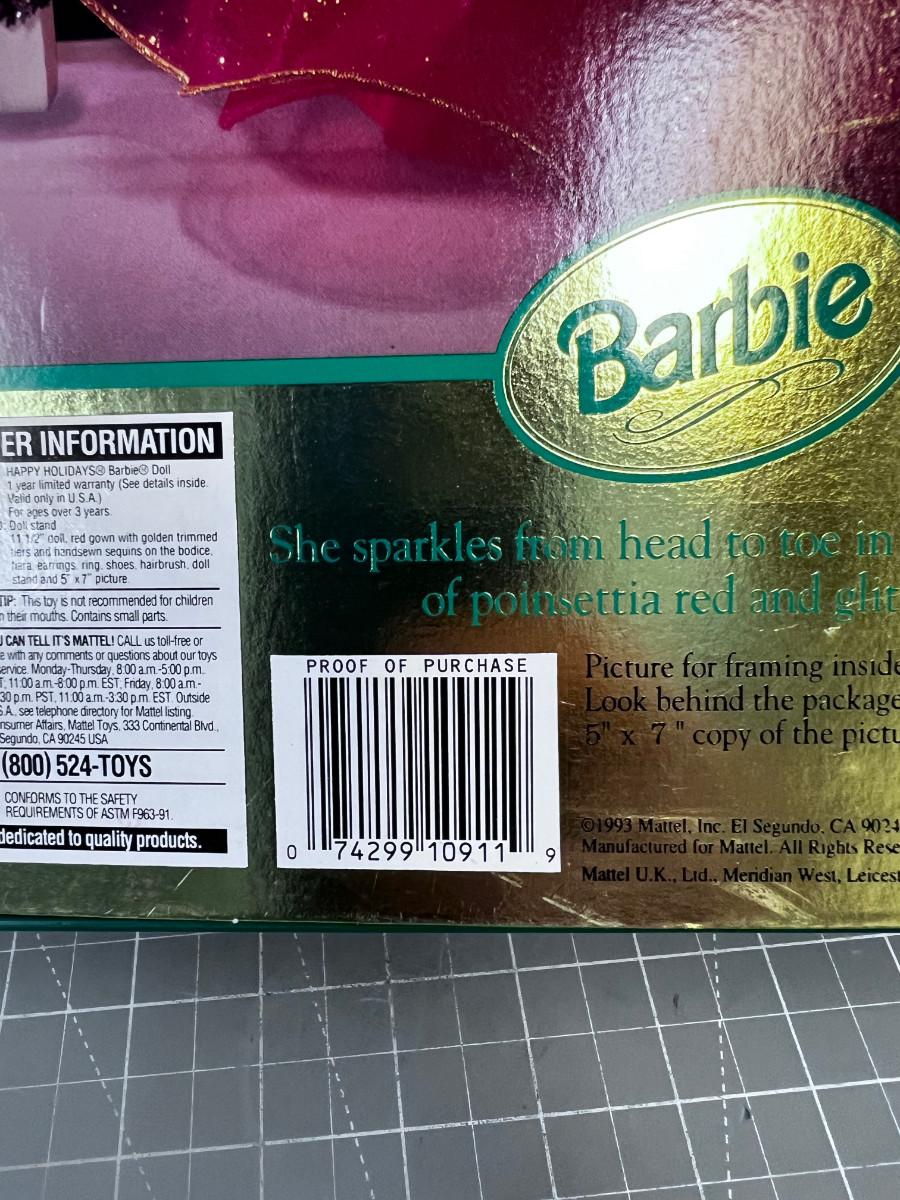 Barbie
ER INFORMATION
HAPPY HOLIDAYS® Barbie® Doll
1 year limited warranty (See details inside.
Valid only in U.S.A.)
For ages over 3 years.
: Doll stand
11 1/2" doll, red gown with golden trimmed
tiers and handsewn sequins on the bodice,
tiara, earrings, ring, shoes, hairbrush, doll
stand and 5" x 7" picture.
TIP: This toy is not recommended for children
their mouths. Contains small parts.
U CAN TELL IT'S MATTEL! CALL us toll-free or
e with any comments or questions about our toys
ervice. Monday-Thursday, 8:00 a.m.-5:00 p.m.
T; 11:00 a.m.-8:00 p.m. EST, Friday, 8:00 a.m.-
30 p.m. PST, 11:00 a.m.-3:30 p.m. EST. Outside
S.A., see telephone directory for Mattel listing.
nsumer Affairs, Mattel Toys, 333 Continental Blvd.,
Segundo, CA 90245 USA
(800) 524-TOYS
CONFORMS TO THE SAFETY
REQUIREMENTS OF ASTM F963-91.
dedicated to quality products.
She sparkles from head to toe in
of poinsettia red and glit
PROOF OF PURCHASE
0 74299 10911 9
Picture for framing inside
Look behind the package
5" x 7" copy of the pictu
©1993 Mattel, Inc. El Segundo, CA 9024
Manufactured for Mattel. All Rights Rese
Mattel U.K., Ltd., Meridian West, Leicest